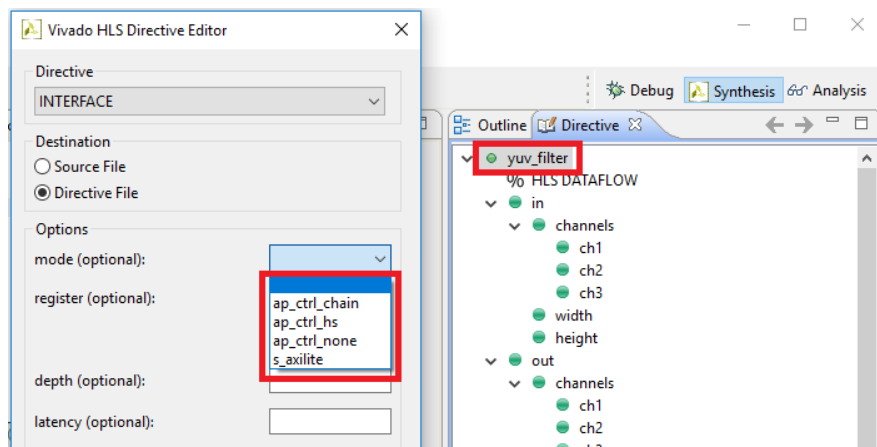 Vivado HLS Directive Editor
Directive
INTERFACE
Destination
Source File
Directive File
Options
mode (optional):
register (optional):
ap_ctrl_chain
ap_ctrl_hs
ap_ctrl_none
s_axilite
depth (optional):
latency (optional):
Debug Synthesis Analysis
Outline Directive
yuv_filter
% HLS DATAFLOW
in
channels
ch1
ch2
ch3
width
height
out
channels
ch1
ch2